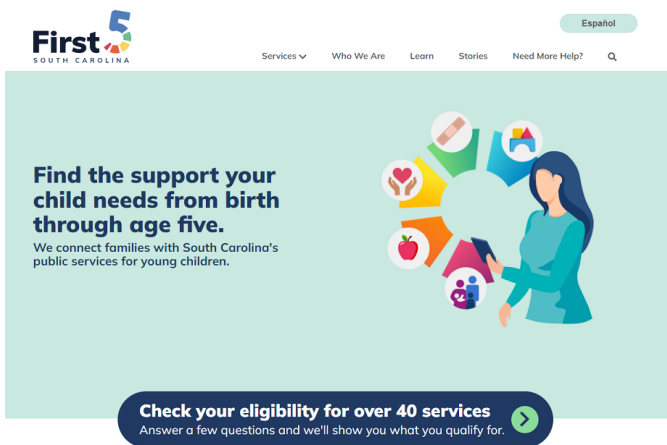 Español
First 5
SOUTH CAROLINA
Services Who We Are Learn Stories Need More Help?
Find the support your
child needs from birth
through age five.
We connect families with South Carolina's
public services for young children.
Check your eligibility for over 40 services
Answer a few questions and we'll show you what you qualify for.